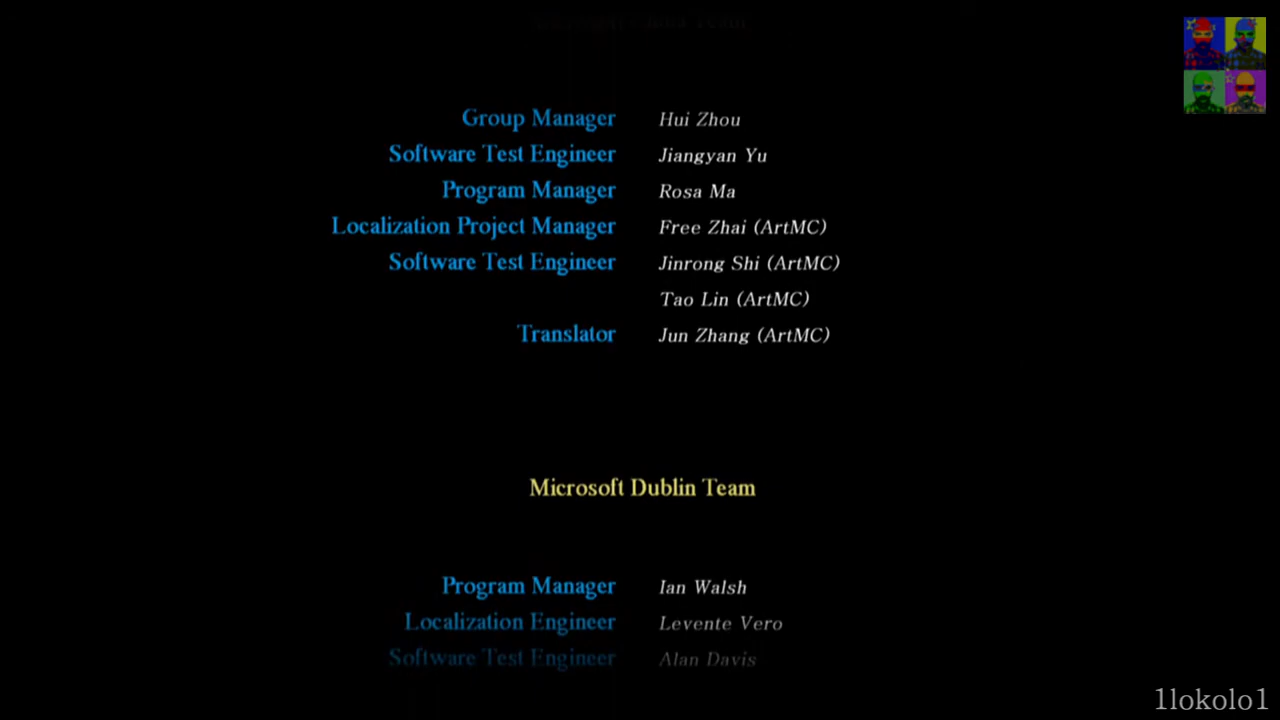 Group Manager Hui Zhou
Software Test Engineer Jiangyan Yu
Program Manager Rosa Ma
Localization Project Manager Free Zhai (ArtMC)
Software Test Engineer Jinrong Shi (ArtMC)
Tao Lin (ArtMC)
Translator Jun Zhang (ArtMC)
Microsoft Dublin Team
Program Manager Ian Walsh
Localization Engineer Levente Vero
Software Test Engineer Alan Davis
1lokolo1